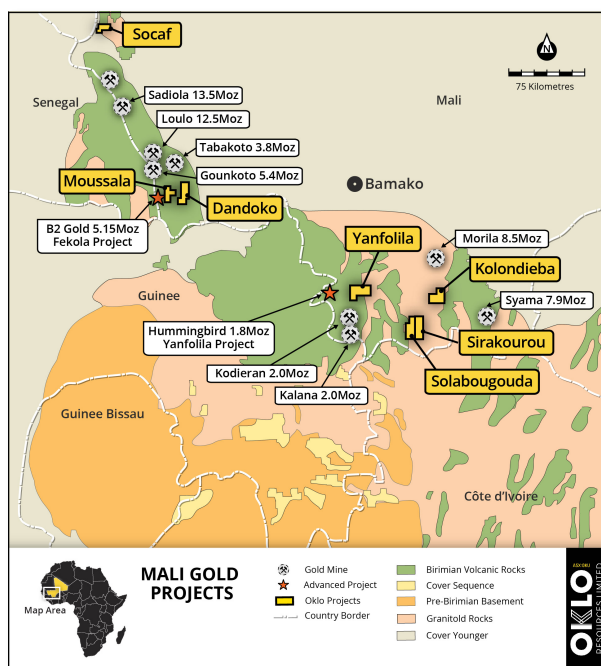 Socaf
N
75 Kilometres
Senegal
Sadiola 13.5Moz
Mali
Loulo 12.5Moz
Tabakoto 3.8Moz
Gounkoto 5.4Moz
Moussala
Bamako
Dandoko
B2 Gold 5.15Moz
Fekola Project
Yanfolila
Morila 8.5Moz
Kolondieba
Guinee
Syama 7.9Moz
Hummingbird 1.8Moz
Yanfolila Project
Sirakourou
Kodieran 2.0Moz
Solabougouda
Kalana 2.0Moz
Guinee Bissau
Côte d'Ivoire
Map Area
MALI GOLD
PROJECTS
Gold Mine
Advanced Project
Oklo Projects
Country Border
Birimian Volcanic Rocks
Cover Sequence
Pre-Birimian Basement
Granitold Rocks
Cover Younger
ASX:OKU
OKLO
RESOURCES LIMITED